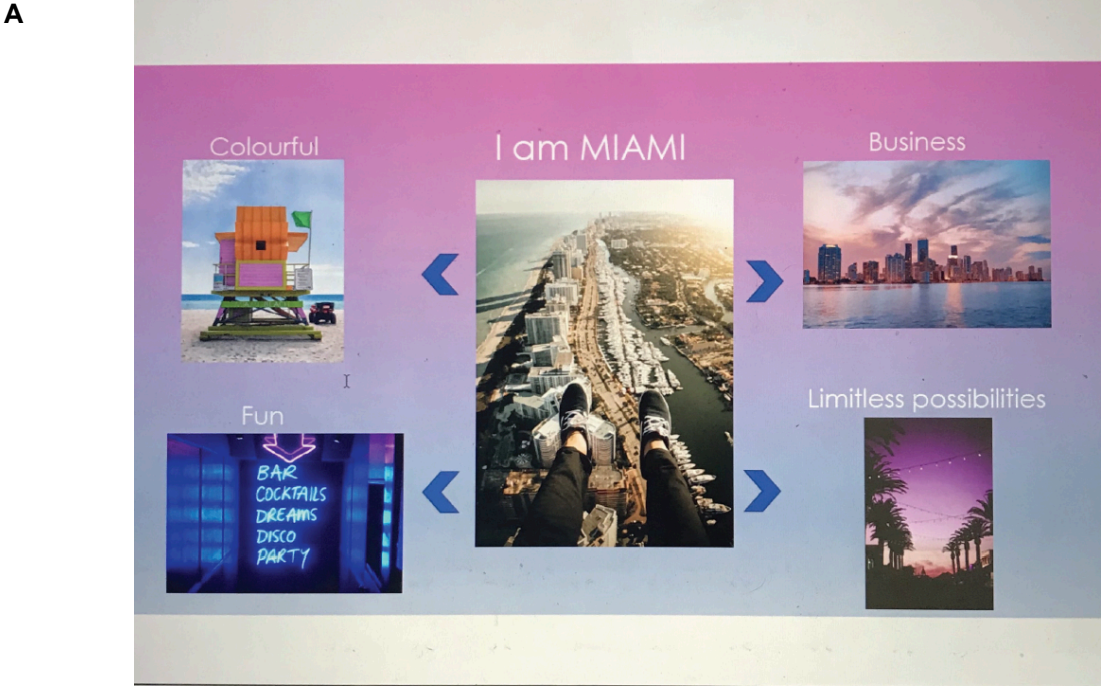 A
I am MIAMI
Colourful
Business
Fun
BAR
COCKTAILS
DREAMS
DISCO
PARTY
Limitless possibilities